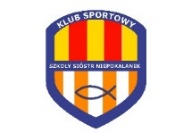 KLUB SPORTOWY
SZKOŁY SIÓSTR NIEPOKALANEK